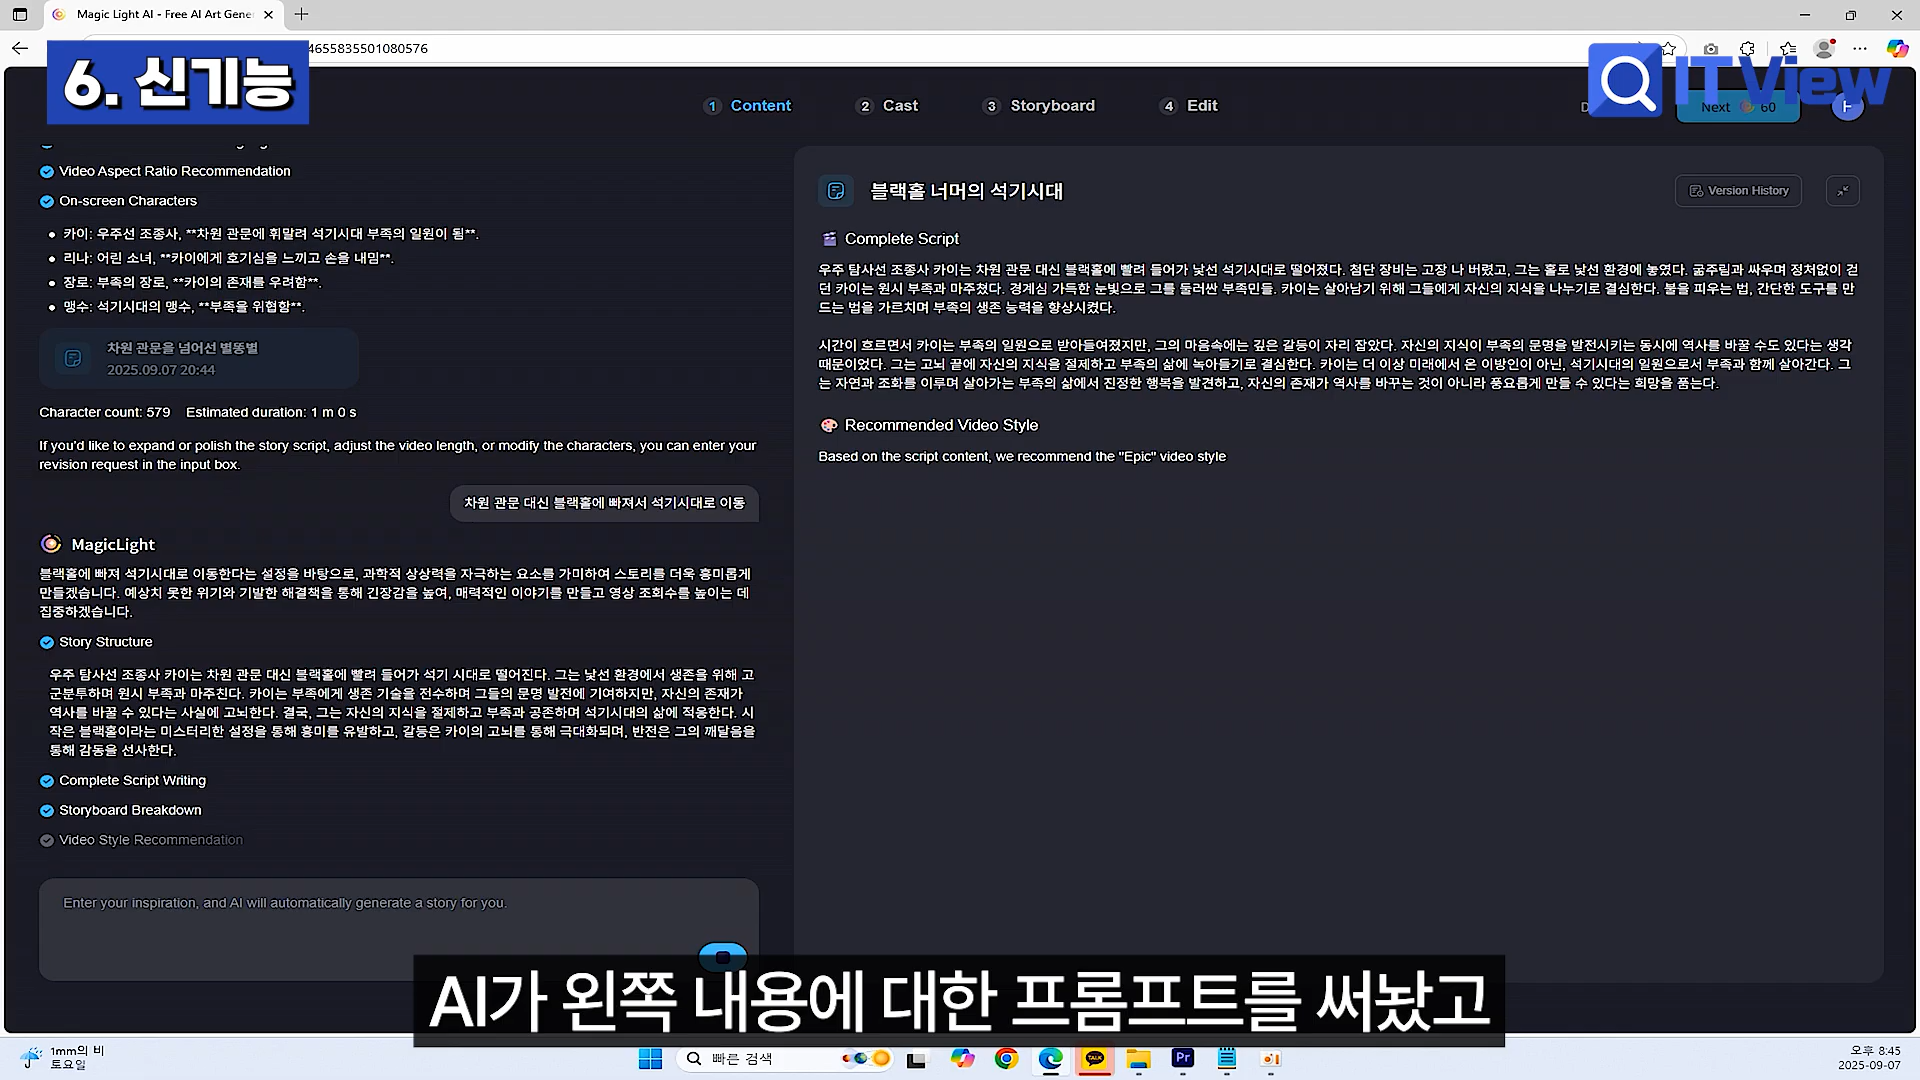 Magic Light AI - Free AI Art Gene
4655835501080576
6. 신기능
ITView
1 Content
2 Cast
3 Storyboard
4 Edit
Next 60
Video Aspect Ratio Recommendation
On-screen Characters
카이: 우주선 조종사, **차원 관문에 휘말려 석기시대 부족의 일원이 됨**.
리나: 어린 소녀, **카이에게 호기심을 느끼고 손을 내밈**.
장로: 부족의 장로, **카이의 존재를 우려함**.
맹수: 석기시대의 맹수, **부족을 위협함**.
차원 관문을 넘어선 별똥별
2025.09.07 20:44
Character count: 579 Estimated duration: 1 m 0 s
If you'd like to expand or polish the story script, adjust the video length, or modify the characters, you can enter your
revision request in the input box.
차원 관문 대신 블랙홀에 빠져서 석기시대로 이동
MagicLight
블랙홀에 빠져 석기시대로 이동한다는 설정을 바탕으로, 과학적 상상력을 자극하는 요소를 가미하여 스토리를 더욱 흥미롭게
만들겠습니다. 예상치 못한 위기와 기발한 해결책을 통해 긴장감을 높여, 매력적인 이야기를 만들고 영상 조회수를 높이는 데
집중하겠습니다.
Story Structure
우주 탐사선 조종사 카이는 차원 관문 대신 블랙홀에 빨려 들어가 석기 시대로 떨어진다. 그는 낯선 환경에서 생존을 위해 고
군분투하며 원시 부족과 마주친다. 카이는 부족에게 생존 기술을 전수하며 그들의 문명 발전에 기여하지만, 자신의 존재가
역사를 바꿀 수 있다는 사실에 고뇌한다. 결국, 그는 자신의 지식을 절제하고 부족과 공존하며 석기시대의 삶에 적응한다. 시
작은 블랙홀이라는 미스터리한 설정을 통해 흥미를 유발하고, 갈등은 카이의 고뇌를 통해 극대화되며, 반전은 그의 깨달음을
통해 감동을 선사한다.
Complete Script Writing
Storyboard Breakdown
Video Style Recommendation
Enter your inspiration, and AI will automatically generate a story for you.
블랙홀 너머의 석기시대
Version History
Complete Script
우주 탐사선 조종사 카이는 차원 관문 대신 블랙홀에 빨려 들어가 낯선 석기시대로 떨어졌다. 첨단 장비는 고장 나 버렸고, 그는 홀로 낯선 환경에 놓였다. 굶주림과 싸우며 정처없이 걷
던 카이는 원시 부족과 마주쳤다. 경계심 가득한 눈빛으로 그를 둘러싼 부족민들. 카이는 살아남기 위해 그들에게 자신의 지식을 나누기로 결심한다. 불을 피우는 법, 간단한 도구를 만
드는 법을 가르치며 부족의 생존 능력을 향상시켰다.
시간이 흐르면서 카이는 부족의 일원으로 받아들여졌지만, 그의 마음속에는 깊은 갈등이 자리 잡았다. 자신의 지식이 부족의 문명을 발전시키는 동시에 역사를 바꿀 수도 있다는 생각
때문이었다. 그는 고뇌 끝에 자신의 지식을 절제하고 부족의 삶에 녹아들기로 결심한다. 카이는 더 이상 미래에서 온 이방인이 아닌, 석기시대의 일원으로서 부족과 함께 살아간다. 그
는 자연과 조화를 이루며 살아가는 부족의 삶에서 진정한 행복을 발견하고, 자신의 존재가 역사를 바꾸는 것이 아니라 풍요롭게 만들 수 있다는 희망을 품는다.
Recommended Video Style
Based on the script content, we recommend the "Epic" video style
AI가 왼쪽 내용에 대한 프롬프트를 써놨고
1mm의 비
토요일
빠른 검색
TALK
Pr
오후 8:45
2025-09-07